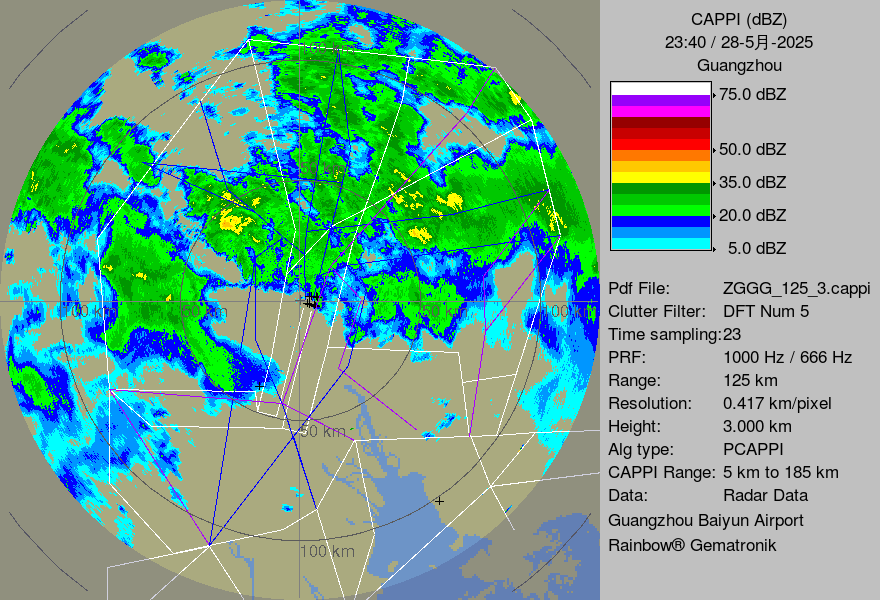 CAPPI (dBZ)
23:40 / 28-5月-2025
Guangzhou
75.0 dBZ
50.0 dBZ
35.0 dBZ
20.0 dBZ
5.0 dBZ
Pdf File: ZGGG_125_3.cappi
Clutter Filter: DFT Num 5
Time sampling:23
PRF: 1000 Hz / 666 Hz
Range: 125 km
Resolution: 0.417 km/pixel
Height: 3.000 km
Alg type: PCAPPI
CAPPI Range: 5 km to 185 km
Data: Radar Data
Guangzhou Baiyun Airport
Rainbow® Gematronik
100 km
100 km
50 km
50 km
100 km
50 km
100 km